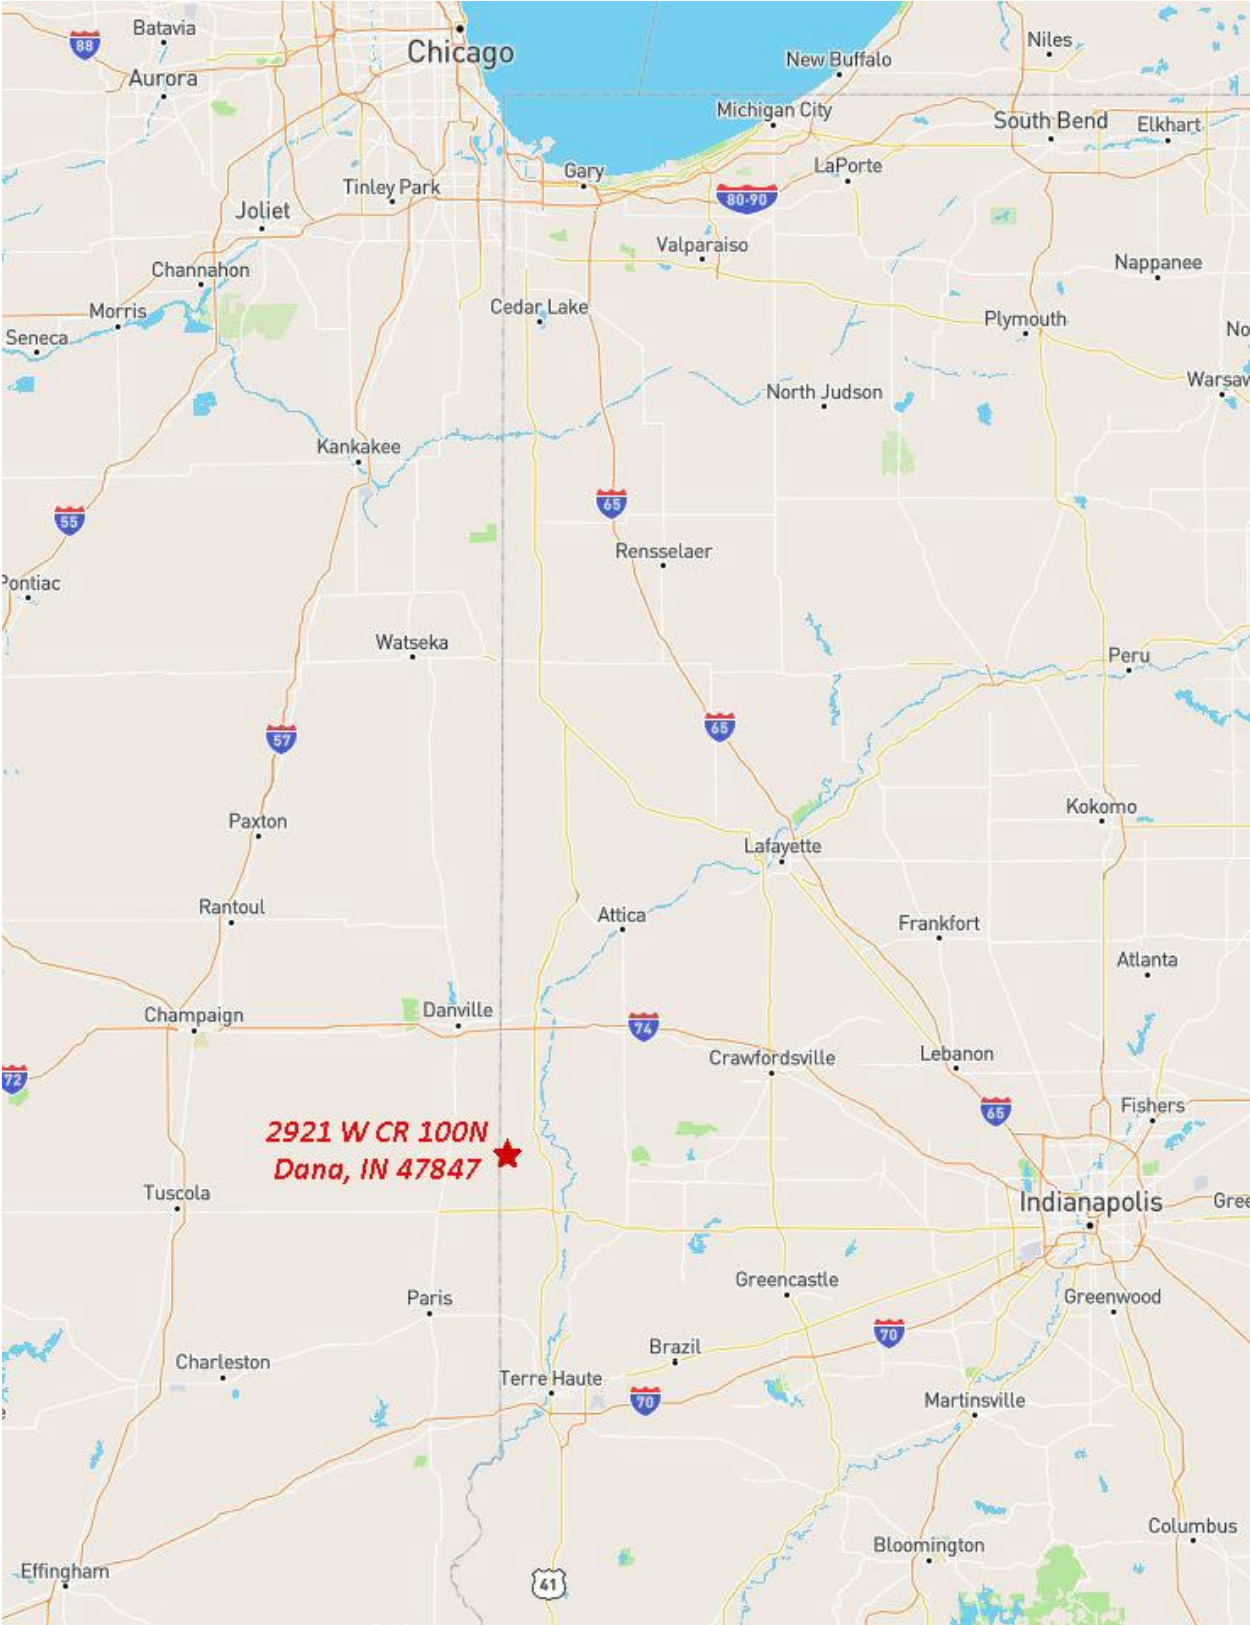 Batavia
88
Aurora
Chicago
New Buffalo
Niles
Michigan City
South Bend
Elkhart
Tinley Park
Gary
LaPorte
80-90
Joliet
Valparaiso
Channahon
Nappanee
Morris
Cedar Lake
Plymouth
Seneca
No
Warsaw
North Judson
Kankakee
55
65
Rensselaer
Pontiac
Watseka
Peru
57
65
Paxton
Kokomo
Lafayette
Rantoul
Attica
Frankfort
Atlanta
Champaign
Danville
74
Crawfordsville
Lebanon
72
65
Fishers
2921 W CR 100N
Dana, IN 47847
Tuscola
Indianapolis
Gree
Paris
Greencastle
Greenwood
70
Brazil
Charleston
Terre Haute
70
Martinsville
Columbus
Bloomington
Effingham
41